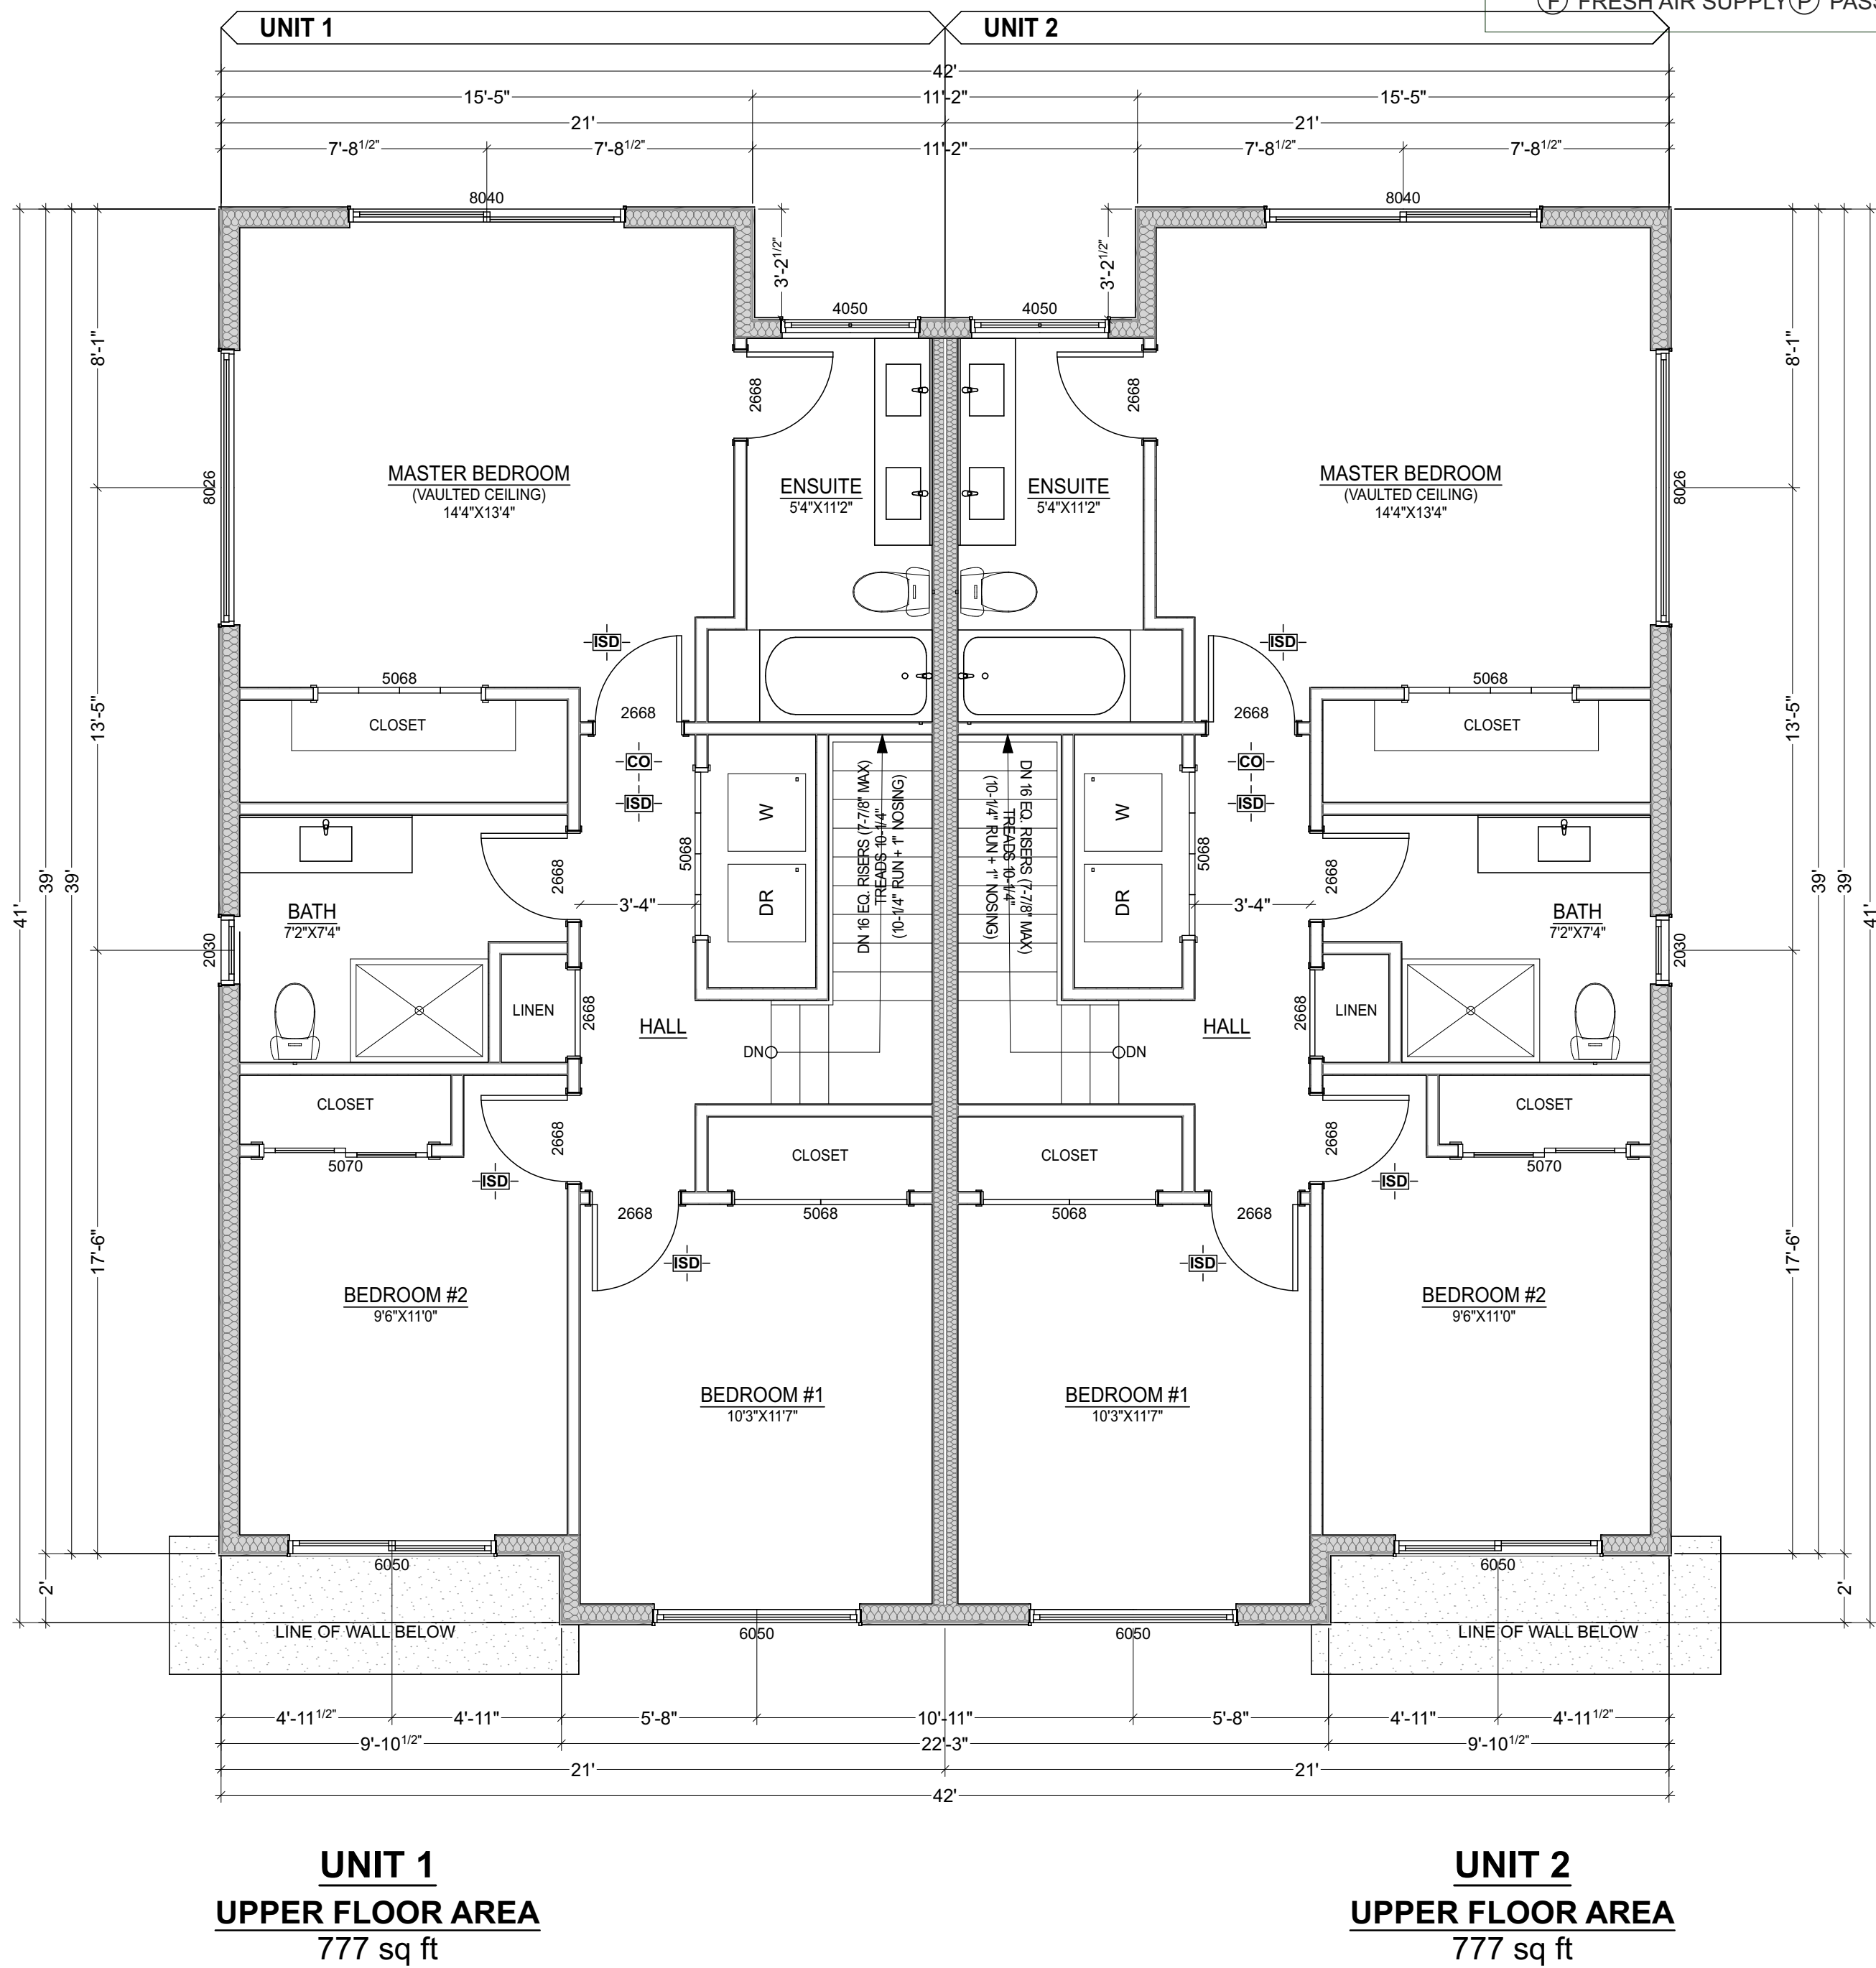 Ⓕ FRESH AIR SUPPLY Ⓟ PASS
UNIT 1
UNIT 2
42'
15'-5"
11'-2"
15'-5"
21'
21'
7'-8 1/2"
7'-8 1/2"
11'-2"
7'-8 1/2"
7'-8 1/2"
8040
8040
3'-2 1/2"
3'-2 1/2"
4050
4050
8'-1"
8'-1"
2668
2668
8026
MASTER BEDROOM
(VAULTED CEILING)
14'4"X13'4"
ENSUITE
5'4"X11'2"
ENSUITE
5'4"X11'2"
MASTER BEDROOM
(VAULTED CEILING)
14'4"X13'4"
8026
ISD
ISD
5068
5068
13'-5"
CLOSET
2668
2668
CLOSET
13'-5"
CO
CO
ISD
ISD
W
DN 16 EQ. RISERS (7-7/8" MAX)
TREADS 10-1/4"
(10-1/4" RUN + 1" NOSING)
DN 16 EQ. RISERS (7-7/8" MAX)
TREADS 10-1/4"
(10-1/4" RUN + 1" NOSING)
W
5068
5068
2668
2668
41'
39'
39'
39'
39'
41'
3'-4"
DR
DR
3'-4"
BATH
7'2"X7'4"
BATH
7'2"X7'4"
2030
2030
LINEN
2668
HALL
HALL
2668
LINEN
DN
DN
CLOSET
CLOSET
2668
2668
5070
5070
CLOSET
CLOSET
ISD
ISD
2668
5068
5068
2668
17'-6"
17'-6"
ISD
ISD
BEDROOM #2
9'6"X11'0"
BEDROOM #2
9'6"X11'0"
BEDROOM #1
10'3"X11'7"
BEDROOM #1
10'3"X11'7"
6050
6050
2'
2'
LINE OF WALL BELOW
6050
6050
LINE OF WALL BELOW
4'-11 1/2"
4'-11"
5'-8"
10'-11"
5'-8"
4'-11"
4'-11 1/2"
9'-10 1/2"
22'-3"
9'-10 1/2"
21'
21'
42'
UNIT 1
UPPER FLOOR AREA
777 sq ft
UNIT 2
UPPER FLOOR AREA
777 sq ft